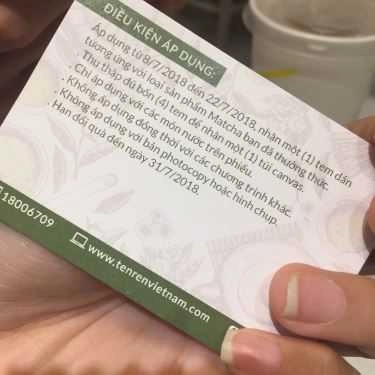 ĐIỀU KIỆN ÁP DỤNG:
Áp dụng từ 8/7/2018 đến 22/7/2018, nhận một (1) tem dán
tương ứng với loại sản phẩm Matcha bạn đã thưởng thức.
. Thu thập đủ bốn (4) tem để nhận một (1) túi canvas.
. Chỉ áp dụng với các món nước trên phiếu.
. Không áp dụng đồng thời với các chương trình khác.
. Không áp dụng với bản photocopy hoặc hình chụp.
. Hạn đổi quà đến ngày 31/7/2018.
18006709
www.tenrenvietnam.com